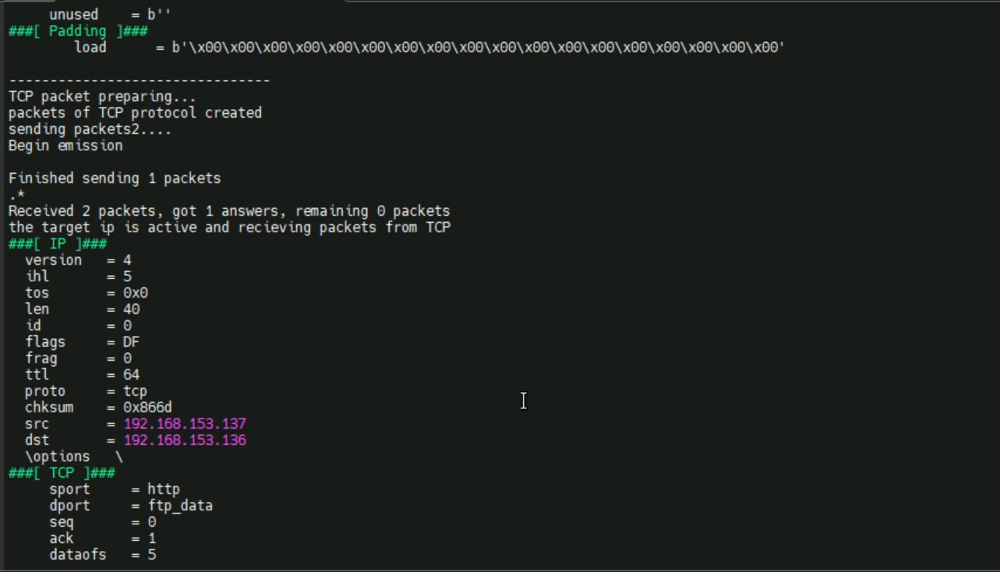 unused = b''
###[ Padding ]###
load = b'\x00\x00\x00\x00\x00\x00\x00\x00\x00\x00\x00\x00\x00\x00\x00\x00\x00\x00'
--------------------------------
TCP packet preparing...
packets of TCP protocol created
sending packets2....
Begin emission
Finished sending 1 packets
.*
Received 2 packets, got 1 answers, remaining 0 packets
the target ip is active and recieving packets from TCP
###[ IP ]###
version = 4
ihl = 5
tos = 0x0
len = 40
id = 0
flags = DF
frag = 0
ttl = 64
proto = tcp
chksum = 0x866d
src = 192.168.153.137
dst = 192.168.153.136
\options \
###[ TCP ]###
sport = http
dport = ftp_data
seq = 0
ack = 1
dataofs = 5